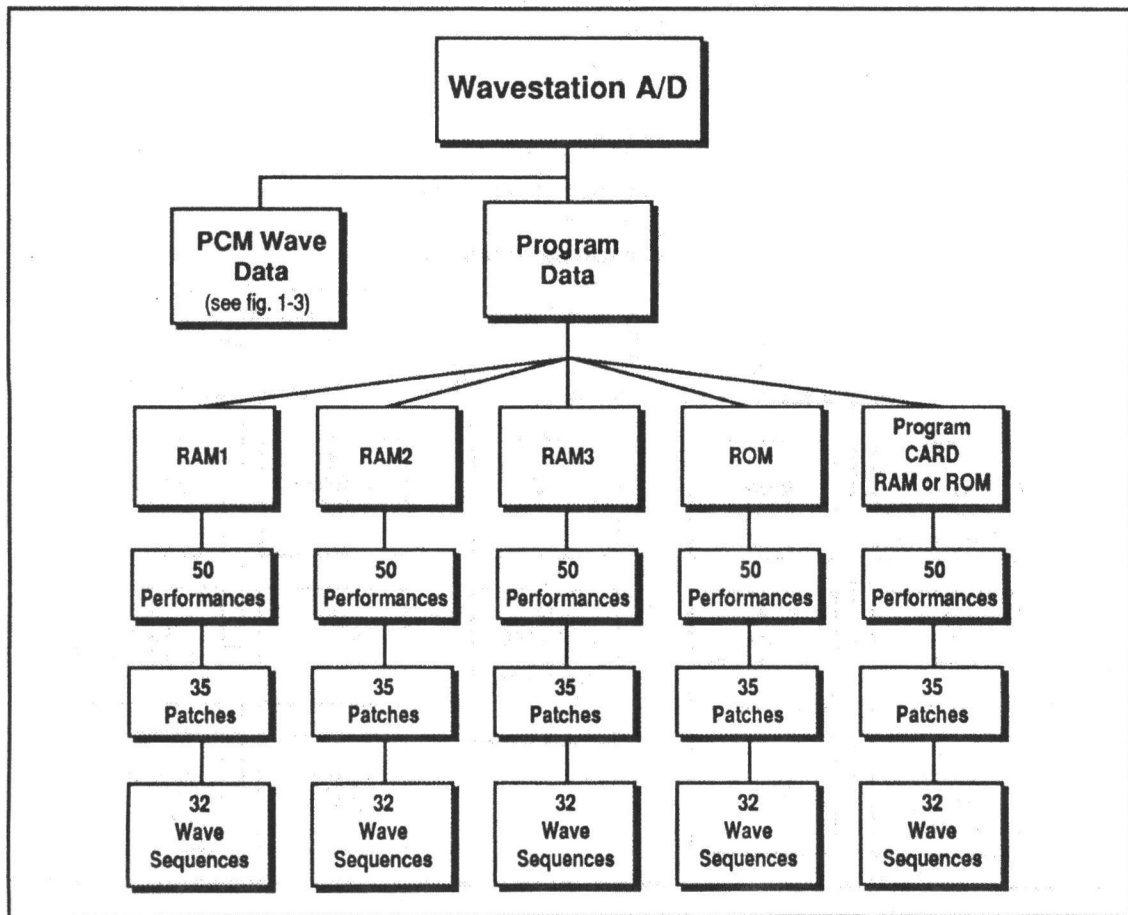 Wavestation A/D
PCM Wave
Data
(see fig. 1-3)
Program
Data
RAM1
RAM2
RAM3
ROM
Program
CARD
RAM or ROM
50
Performances
50
Performances
50
Performances
50
Performances
50
Performances
35
Patches
35
Patches
35
Patches
35
Patches
35
Patches
32
Wave
Sequences
32
Wave
Sequences
32
Wave
Sequences
32
Wave
Sequences
32
Wave
Sequences